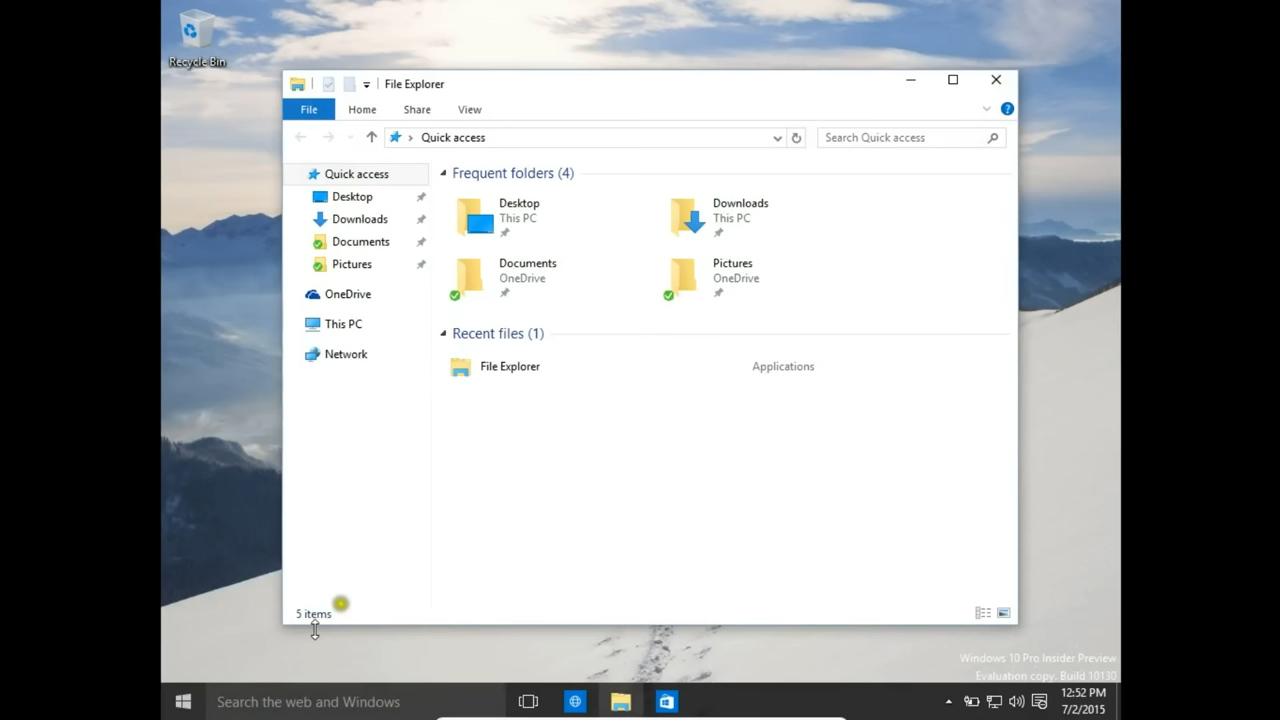 Recycle Bin
File Explorer
File Home Share View
Quick access
Search Quick access
Quick access
Desktop
Downloads
Documents
Pictures
OneDrive
This PC
Network
Frequent folders (4)
Desktop
This PC
Downloads
This PC
Documents
OneDrive
Pictures
OneDrive
Recent files (1)
File Explorer Applications
5 items
Windows 10 Pro Insider Preview
Evaluation copy. Build 10130
Search the web and Windows
12:52 PM
7/2/2015